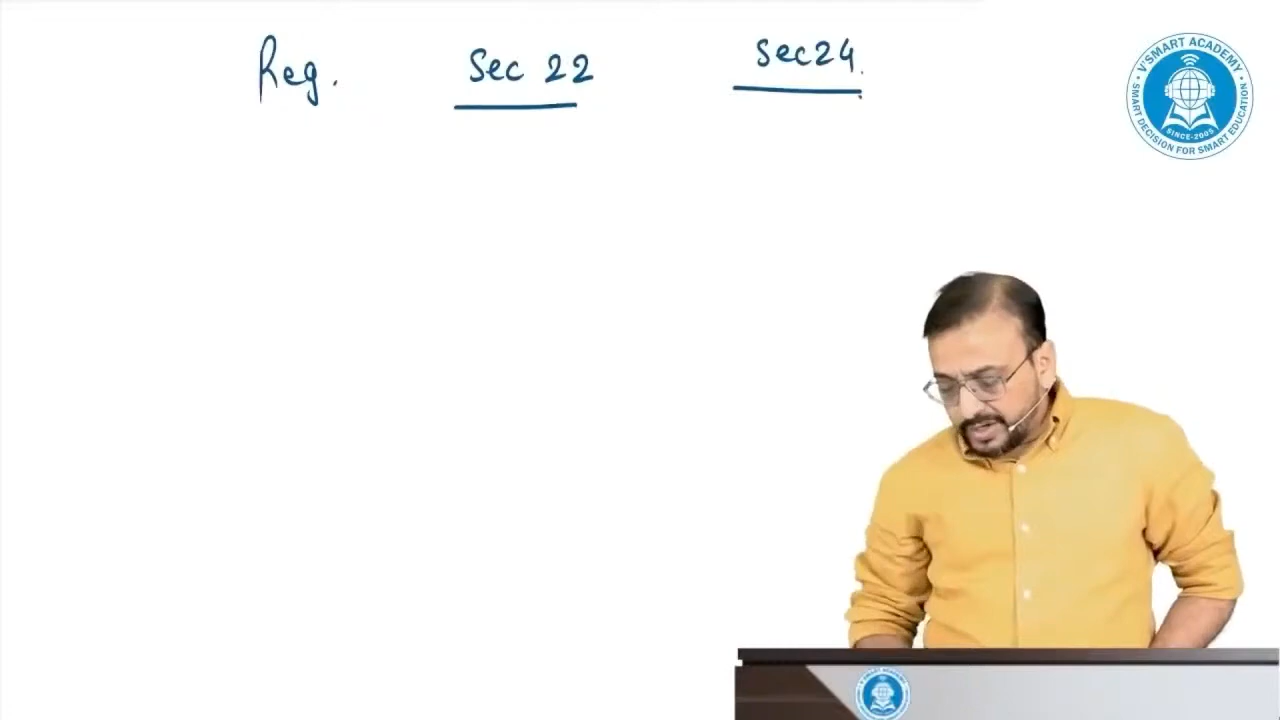 Reg. Sec 22 Sec24.
V'SMART ACADEMY
SINCE-2005
SMART DECISION FOR SMART EDUCATION